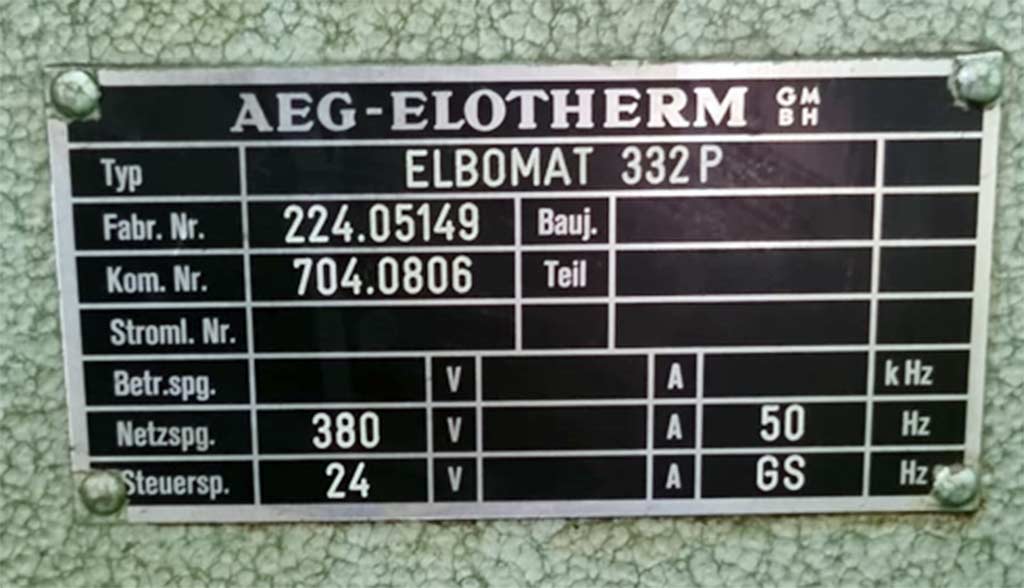 AEG-ELOTHERM GMBH
Typ ELBOMAT 332 P
Fabr. Nr. 224.05149 Bauj.
Kom. Nr. 704.0806 Teil
Stroml. Nr.
Betr.spg. V A kHz
Netzspg. 380 V A 50 Hz
Steuersp. 24 V A GS Hz